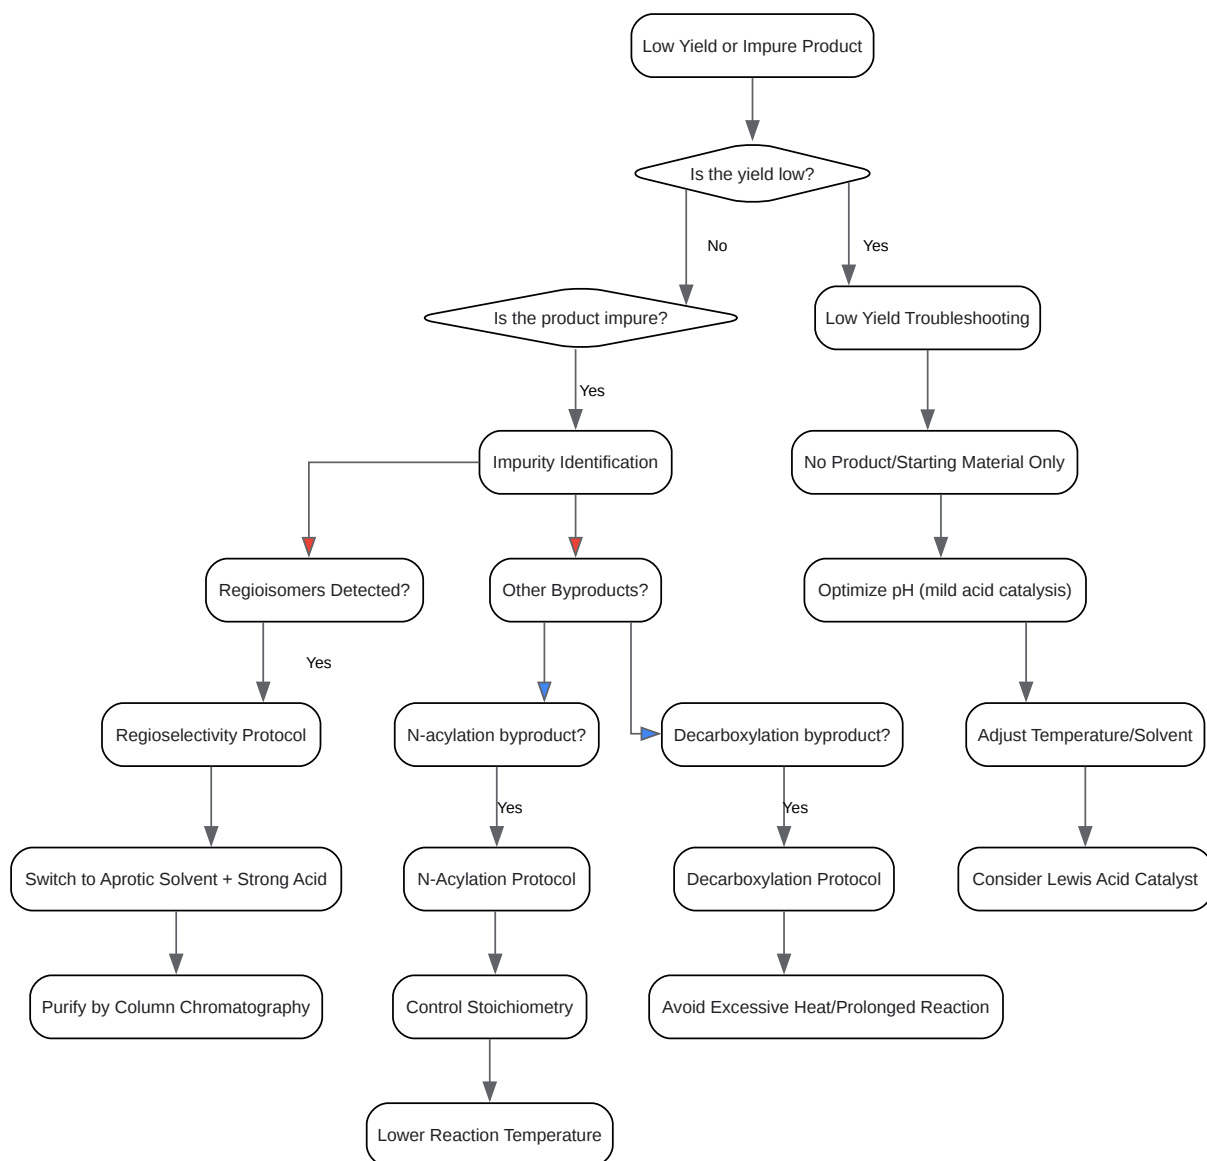 Low Yield or Impure Product
Is the yield low?
No
Yes
Is the product impure?
Low Yield Troubleshooting
Yes
Impurity Identification
No Product/Starting Material Only
Regioisomers Detected?
Other Byproducts?
Optimize pH (mild acid catalysis)
Yes
Regioselectivity Protocol
N-acylation byproduct?
Decarboxylation byproduct?
Adjust Temperature/Solvent
Yes
Yes
Switch to Aprotic Solvent + Strong Acid
N-Acylation Protocol
Decarboxylation Protocol
Consider Lewis Acid Catalyst
Purify by Column Chromatography
Control Stoichiometry
Avoid Excessive Heat/Prolonged Reaction
Lower Reaction Temperature